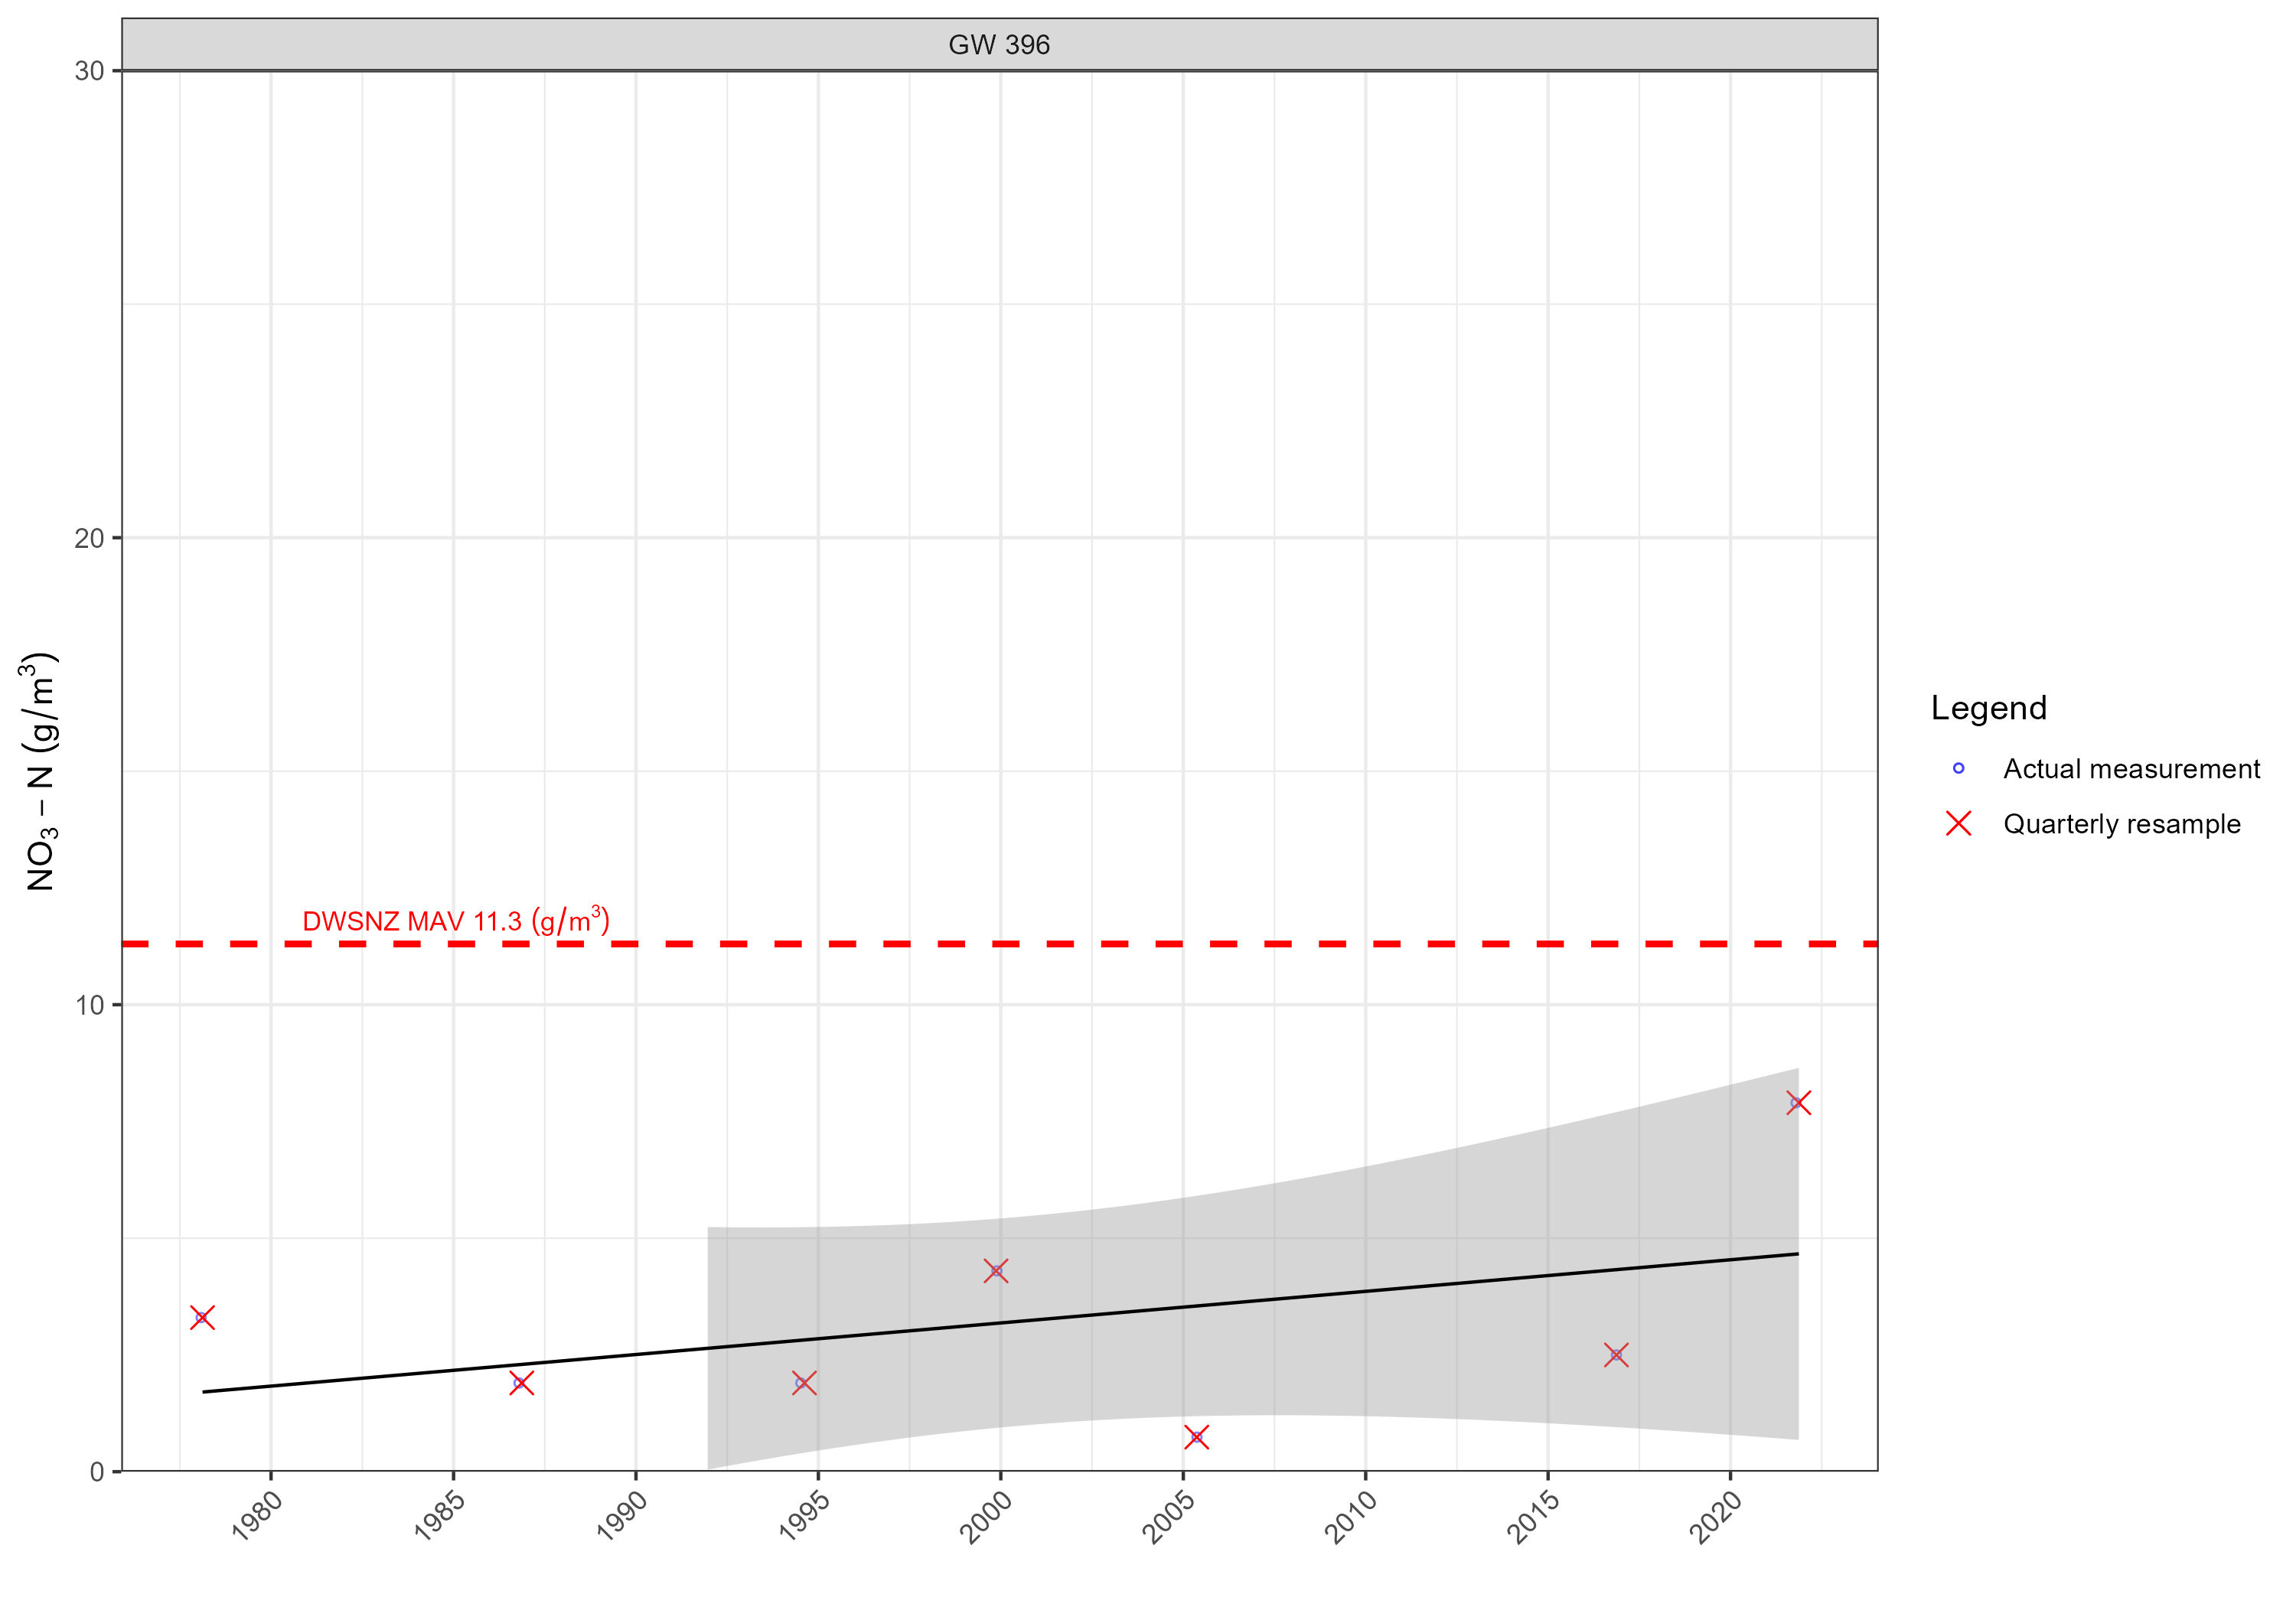 GW 396
30
20
10
0
NO₃ – N (g/m³)
DWSNZ MAV 11.3 (g/m³)
1980
1985
1990
1995
2000
2005
2010
2015
2020
Legend
Actual measurement
Quarterly resample